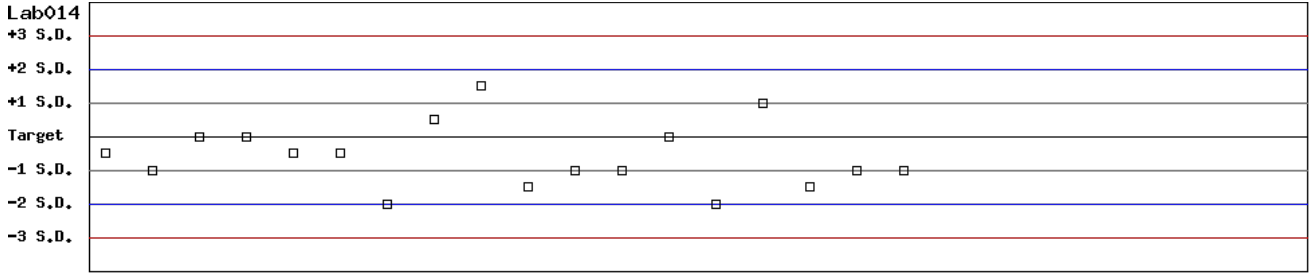 Lab014
+3 S.D.
+2 S.D.
+1 S.D.
Target
-1 S.D.
-2 S.D.
-3 S.D.